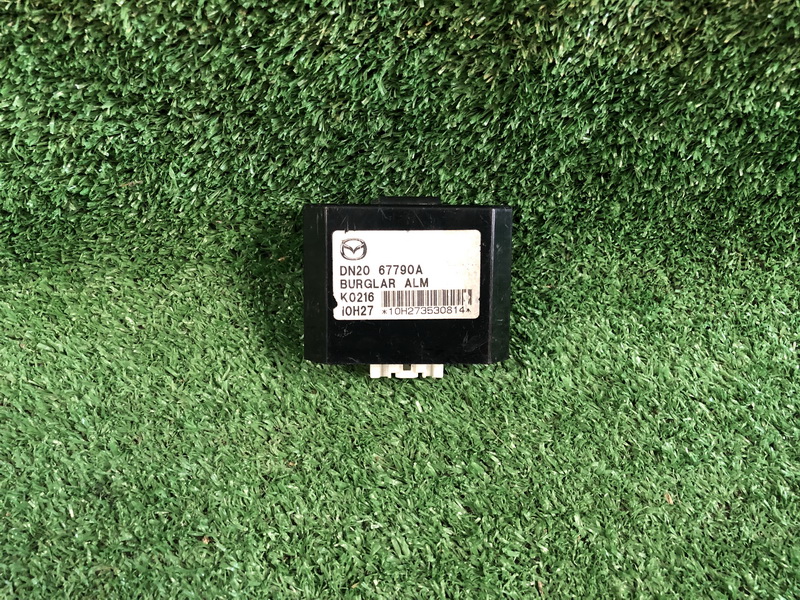 DN20 67790A
BURGLAR ALM
K0216
10H27 *10H273530814*